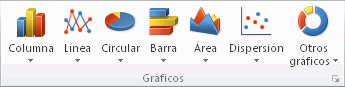 Columna Línea Circular Barra Área Dispersión Otros
gráficos
Gráficos